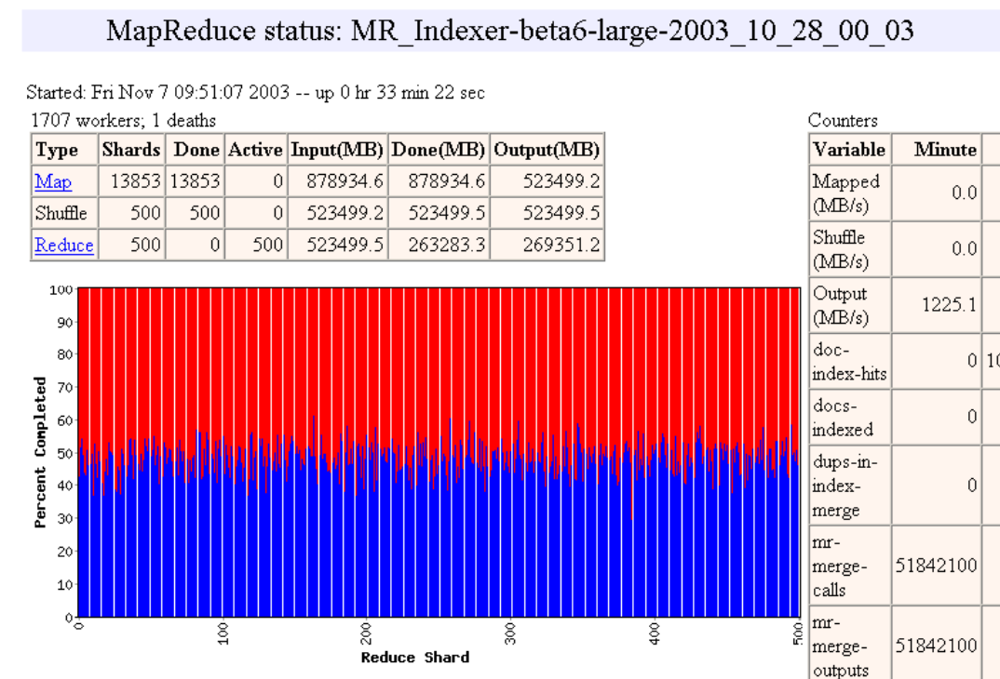 MapReduce status: MR_Indexer-beta6-large-2003_10_28_00_03
Started: Fri Nov 7 09:51:07 2003 -- up 0 hr 33 min 22 sec
1707 workers; 1 deaths
Type Shards Done Active Input(MB) Done(MB) Output(MB)
Map 13853 13853 0 878934.6 878934.6 523499.2
Shuffle 500 500 0 523499.2 523499.5 523499.5
Reduce 500 0 500 523499.5 263283.3 269351.2
100
90
80
70
60
50
40
30
20
10
0
Percent Completed
0 100 200 300 400 500
Reduce Shard
Counters
Variable Minute
Mapped
(MB/s) 0.0
Shuffle
(MB/s) 0.0
Output
(MB/s) 1225.1
doc-
index-hits 0 10
docs-
indexed 0
dups-in-
index-
merge 0
mr-
merge-
calls 51842100
mr-
merge-
outputs 51842100